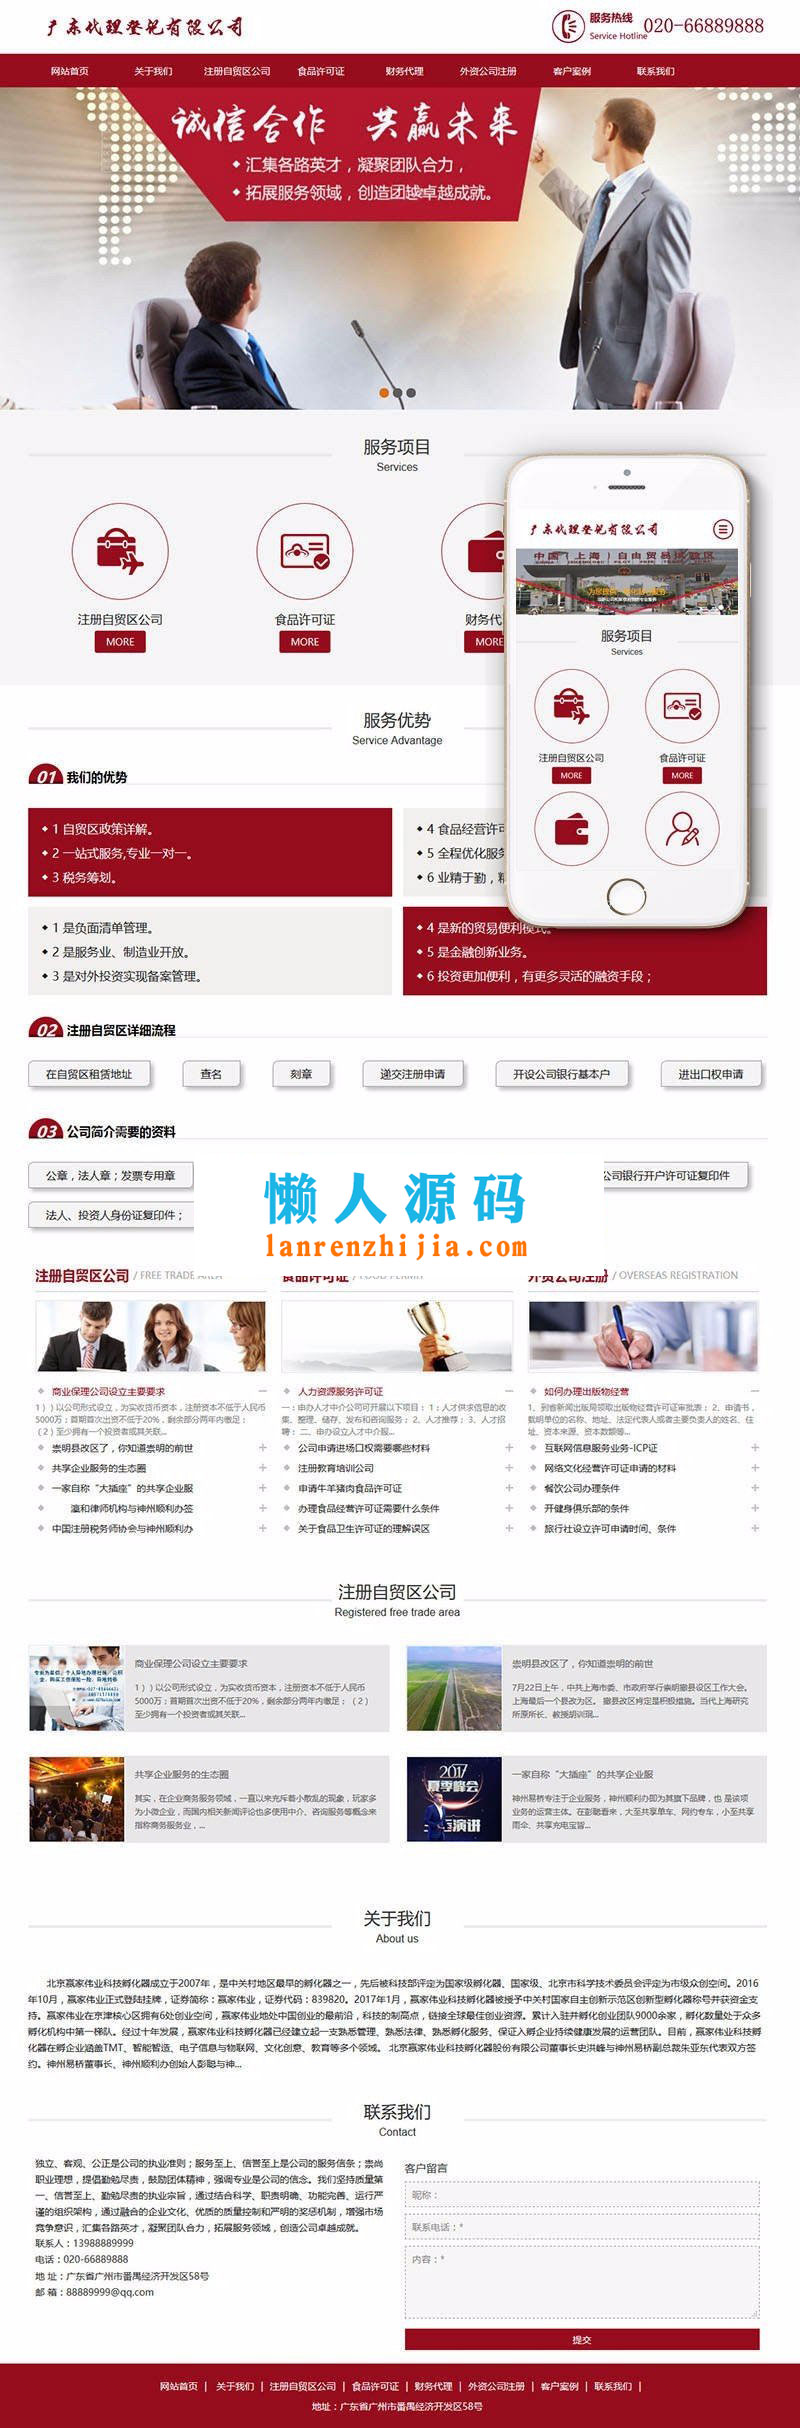 广东代理登记有限公司
服务热线
Service Hotline
020-66889888
网站首页 关于我们 注册自贸区公司 食品许可证 财务代理 外资公司注册 客户案例 联系我们
诚信合作 共赢未来
汇集各路英才，凝聚团队合力，
拓展服务领域，创造团越卓越成就。
服务项目
Services
注册自贸区公司 食品许可证 财务代
MORE MORE MORE
广东代理登记有限公司
中国（上海）自由贸易试验区
服务项目
Services
注册自贸区公司 食品许可证
MORE MORE
服务优势
Service Advantage
01 我们的优势
1 自贸区政策详解。
2 一站式服务,专业一对一。
3 税务筹划。
4 食品经营许可
5 全程优化服务
6 业精于勤，精
1 是负面清单管理。
2 是服务业、制造业开放。
3 是对外投资实现备案管理。
4 是新的贸易便利模式。
5 是金融创新业务。
6 投资更加便利，有更多灵活的融资手段；
02 注册自贸区详细流程
在自贸区租赁地址 查名 刻章 递交注册申请 开设公司银行基本户 进出口权申请
03 公司简介需要的资料
公章，法人章；发票专用章
公司银行开户许可证复印件
法人、投资人身份证复印件；
懒人源码
lanrenzhijia.com
注册自贸区公司 / FREE TRADE AREA
食品许可证 / FOOD PERMIT
外资公司注册 / OVERSEAS REGISTRATION
商业保理公司设立主要要求
1））以公司形式设立，为实收货币资本，注册资本不低于人民币
5000万；首期首次出资不低于20%，剩余部分两年内缴足：
（2）至少拥有一个投资者或其关联...
崇明县改区了，你知道崇明的前世
共享企业服务的生态圈
一家自称“大插座”的共享企业服
瀛和律师机构与神州顺利办签
中国注册税务师协会与神州顺利办
人力资源服务许可证
一：申办人才中介公司可开展以下项目： 1：人才供求信息的收
集、整理、储存、发布和咨询服务； 2、人才推荐； 3、人才招
聘； 二、申办设立人才中介服...
公司申请进场口权需要哪些材料
注册教育培训公司
申请牛羊猪肉食品许可证
办理食品经营许可证需要什么条件
关于食品卫生许可证的理解误区
如何办理出版物经营
1、到省新闻出版局领取出版物经营许可证审批表； 2、申请书，
载明单位的名称、地址、法定代表人或者主要负责人的姓名、住
址、资本来源、资本数额等...
互联网信息服务业务-ICP证
网络文化经营许可证申请的材料
餐饮公司办理条件
开健身俱乐部的条件
旅行社设立许可申请时间、条件
注册自贸区公司
Registered free trade area
商业保理公司设立主要要求
1））以公司形式设立，为实收货币资本，注册资本不低于人民币
5000万；首期首次出资不低于20%，剩余部分两年内缴足；（2）
至少拥有一个投资者或其关联...
崇明县改区了，你知道崇明的前世
7月22日上午，中共上海市委、市政府举行崇明撤县设区工作大会。
上海最后一个县改为区。 撤县改区肯定是积极措施。当代上海研究
所原所长、教授胡训珉...
共享企业服务的生态圈
其实，在企业商务服务领域，一直以来充斥着小散乱的现象，玩家多
为小微企业，而国内相关新闻评论也多使用中介、咨询服务等概念来
指称商务服务业，...
2017
夏季峰会
演讲
一家自称“大插座”的共享企业服
神州易桥专注于企业服务，神州顺利办即为其旗下品牌，也 是该项
业务的运营主体。在彭聪看来，大至共享单车、网约专车，小至共享
雨伞、共享充电宝皆...
关于我们
About us
北京赢家伟业科技孵化器成立于2007年，是中关村地区最早的孵化器之一，先后被科技部评定为国家级孵化器、国家级、北京市科学技术委员会评定为市级众创空间。2016
年10月，赢家伟业正式登陆挂牌，证券简称：赢家伟业，证券代码：839820。2017年1月，赢家伟业科技孵化器被授予中关村国家自主创新示范区创新型孵化器称号并获资金支
持。赢家伟业在京津核心区拥有6处创业空间，赢家伟业地处中国创业的最前沿，科技的制高点，链接全球最佳创业资源。累计入驻并孵化创业团队9000余家，孵化数量处于众多
孵化机构中第一梯队。经过十年发展，赢家伟业科技孵化器已经建立起一支熟悉管理、熟悉法律、熟悉孵化服务、保证入孵企业持续健康发展的运营团队。目前，赢家伟业科技孵
化器在孵企业涵盖TMT、智能智造、电子信息与物联网、文化创意、教育等多个领域。 北京赢家伟业科技孵化器股份有限公司董事长史洪峰与神州易桥副总裁朱亚东代表双方签
约。神州易桥董事长、神州顺利办创始人彭聪与神...
联系我们
Contact
独立、客观、公正是公司的执业准则；服务至上、信誉至上是公司的服务信条；崇尚
职业理想，提倡勤勉尽责，鼓励团体精神，强调专业是公司的信念。我们坚持质量第
一、信誉至上、勤勉尽责的执业宗旨，通过结合科学、职责明确、功能完善、运行严
谨的组织架构，通过融合的企业文化、优质的质量控制和严明的奖惩机制，增强市场
竞争意识，汇集各路英才，凝聚团队合力，拓展服务领域，创造公司卓越成就。
联系人：13988889999
电话：020-66889888
地 址：广东省广州市番禺经济开发区58号
邮 箱：88889999@qq.com
客户留言
昵称：
联系电话：*
内容：*
提交
网站首页 | 关于我们 | 注册自贸区公司 | 食品许可证 | 财务代理 | 外资公司注册 | 客户案例 | 联系我们 |
地址：广东省广州市番禺经济开发区58号